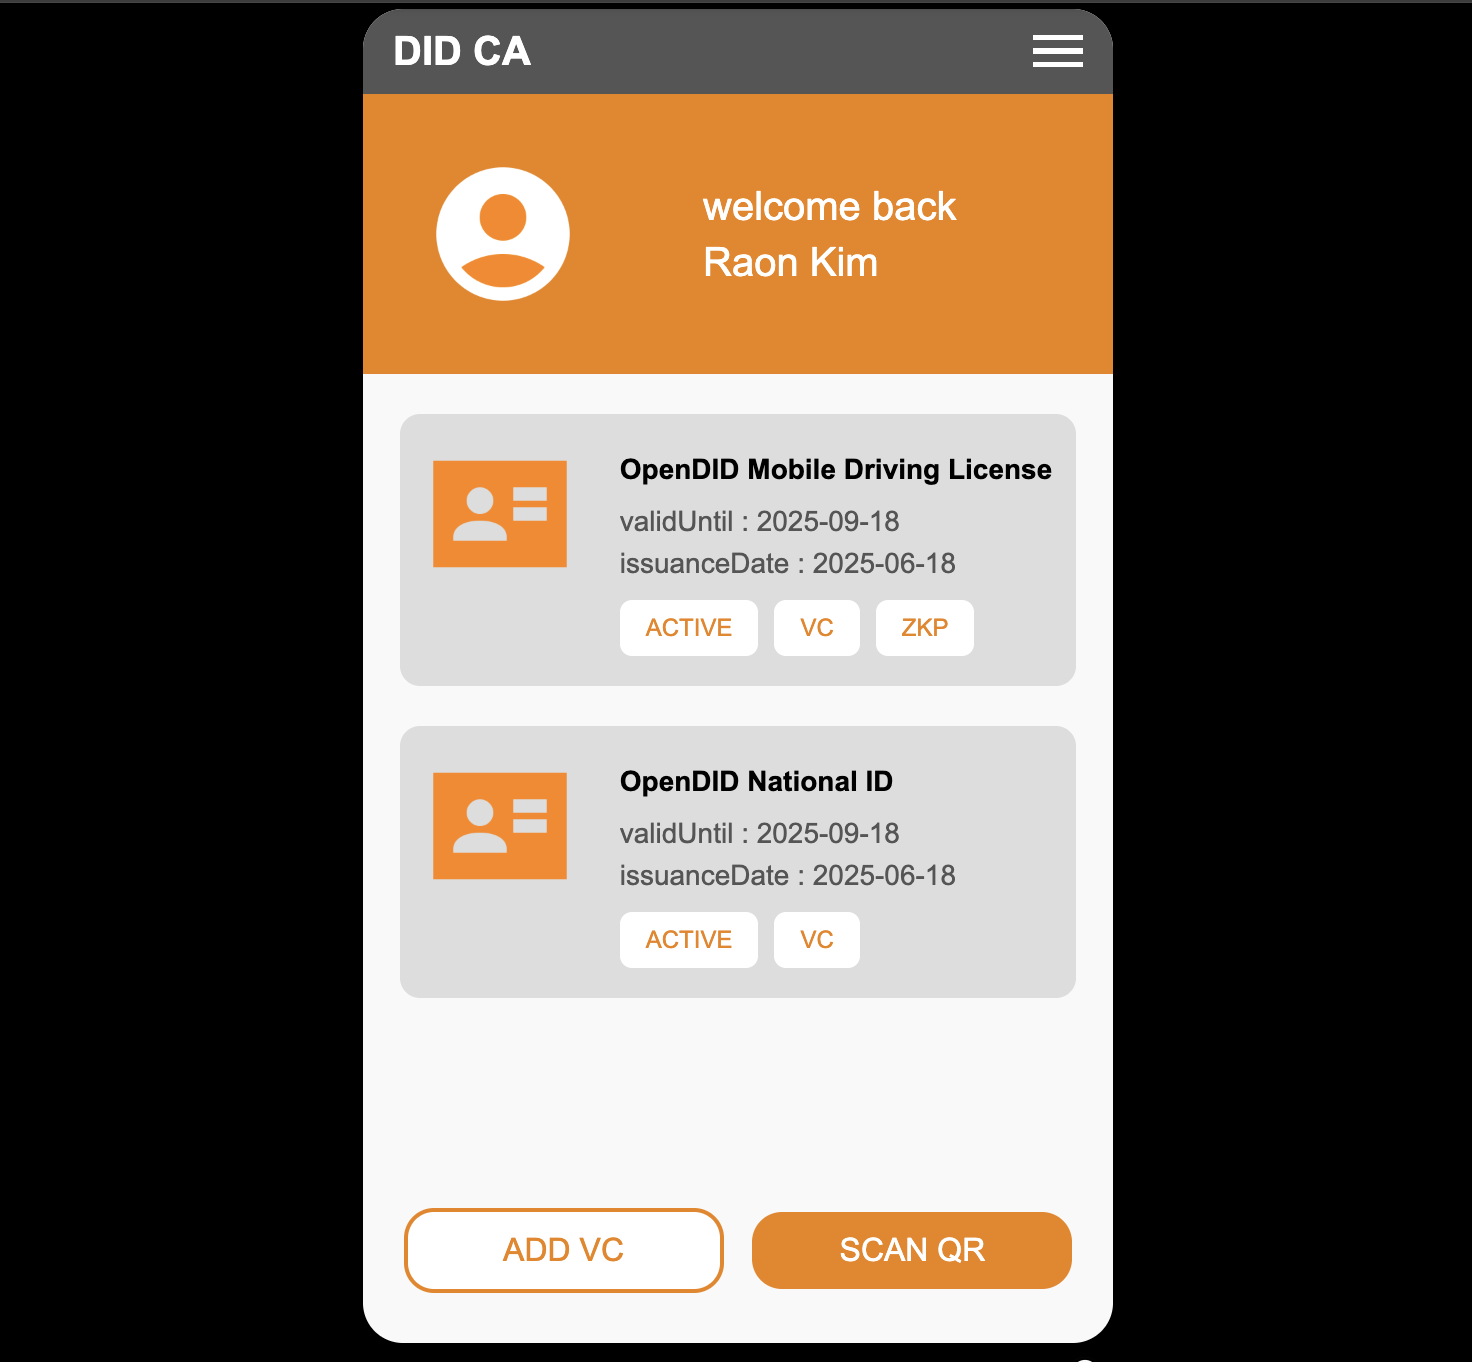 DID CA
welcome back
Raon Kim
OpenDID Mobile Driving License
validUntil : 2025-09-18
issuanceDate : 2025-06-18
ACTIVE VC ZKP
OpenDID National ID
validUntil : 2025-09-18
issuanceDate : 2025-06-18
ACTIVE VC
ADD VC SCAN QR